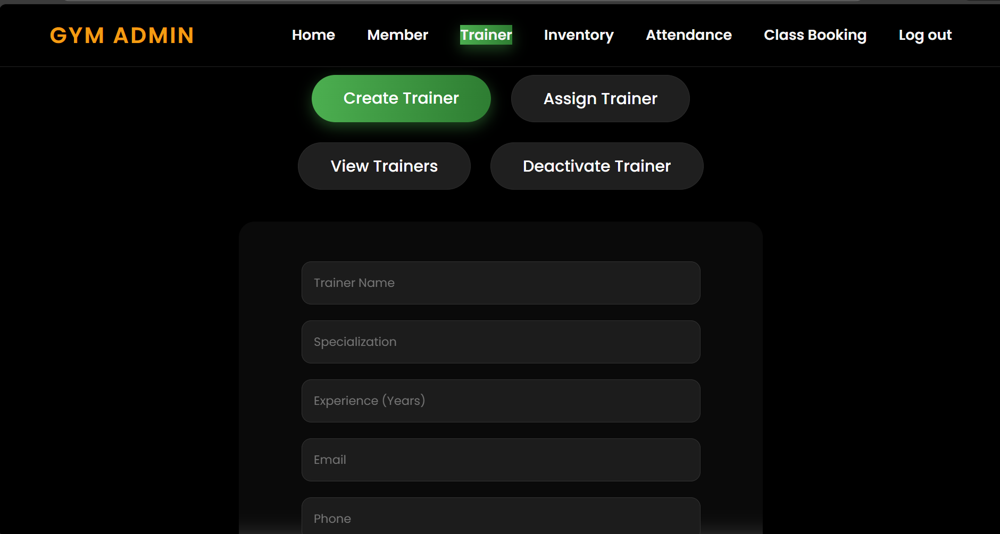 GYM ADMIN
Home Member Trainer Inventory Attendance Class Booking Log out
Create Trainer Assign Trainer
View Trainers Deactivate Trainer
Trainer Name
Specialization
Experience (Years)
Email
Phone